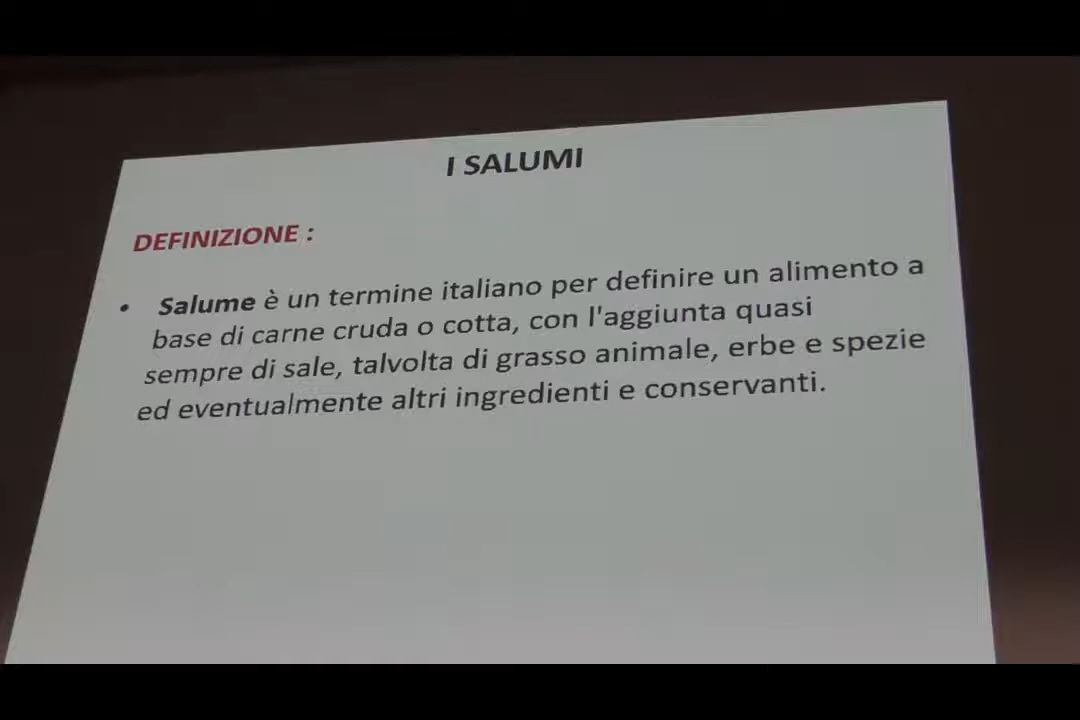 I SALUMI
DEFINIZIONE :
• Salume è un termine italiano per definire un alimento a
base di carne cruda o cotta, con l'aggiunta quasi
sempre di sale, talvolta di grasso animale, erbe e spezie
ed eventualmente altri ingredienti e conservanti.